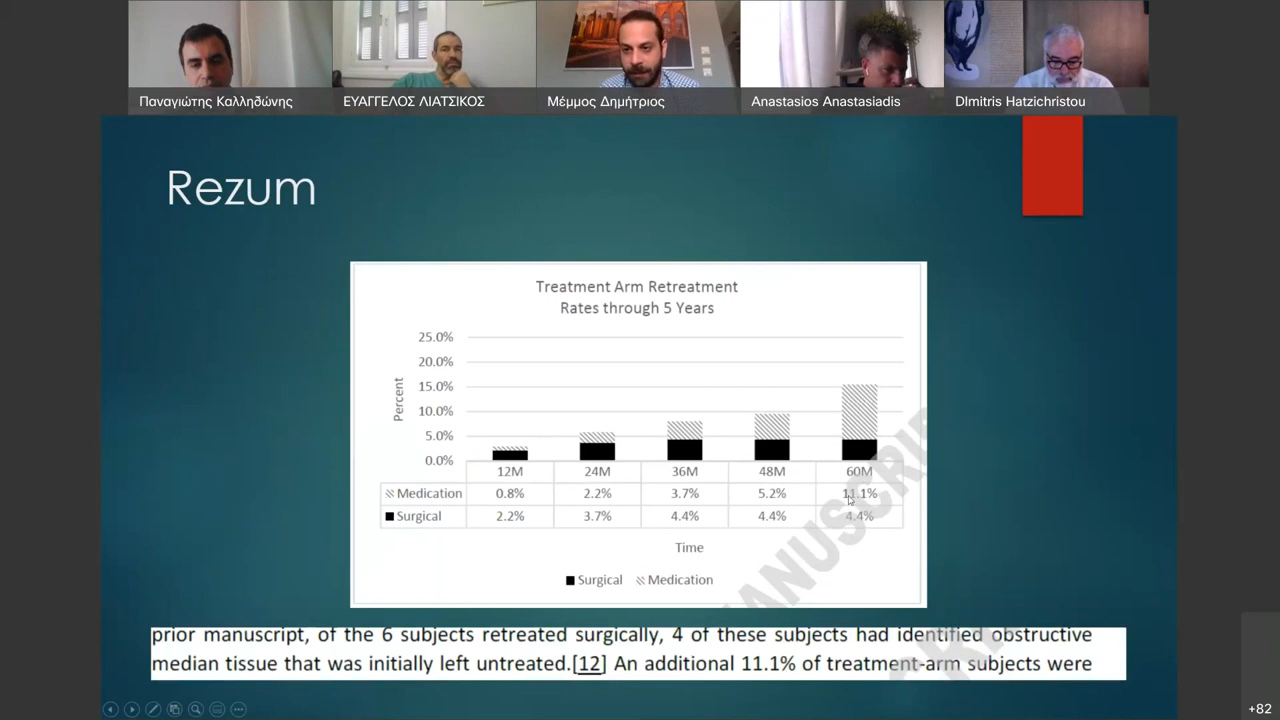 Παναγιώτης Καλληδώνης
ΕΥΑΓΓΕΛΟΣ ΛΙΑΤΣΙΚΟΣ
Μέμμος Δημήτριος
Anastasios Anastasiadis
DImitris Hatzichristou
Rezum
Treatment Arm Retreatment
Rates through 5 Years
25.0%
20.0%
15.0%
10.0%
5.0%
0.0%
Percent
12M 24M 36M 48M 60M
Medication 0.8% 2.2% 3.7% 5.2% 11.1%
Surgical 2.2% 3.7% 4.4% 4.4% 4.4%
Time
Surgical Medication
prior manuscript, of the 6 subjects retreated surgically, 4 of these subjects had identified obstructive
median tissue that was initially left untreated.[12] An additional 11.1% of treatment-arm subjects were
+82